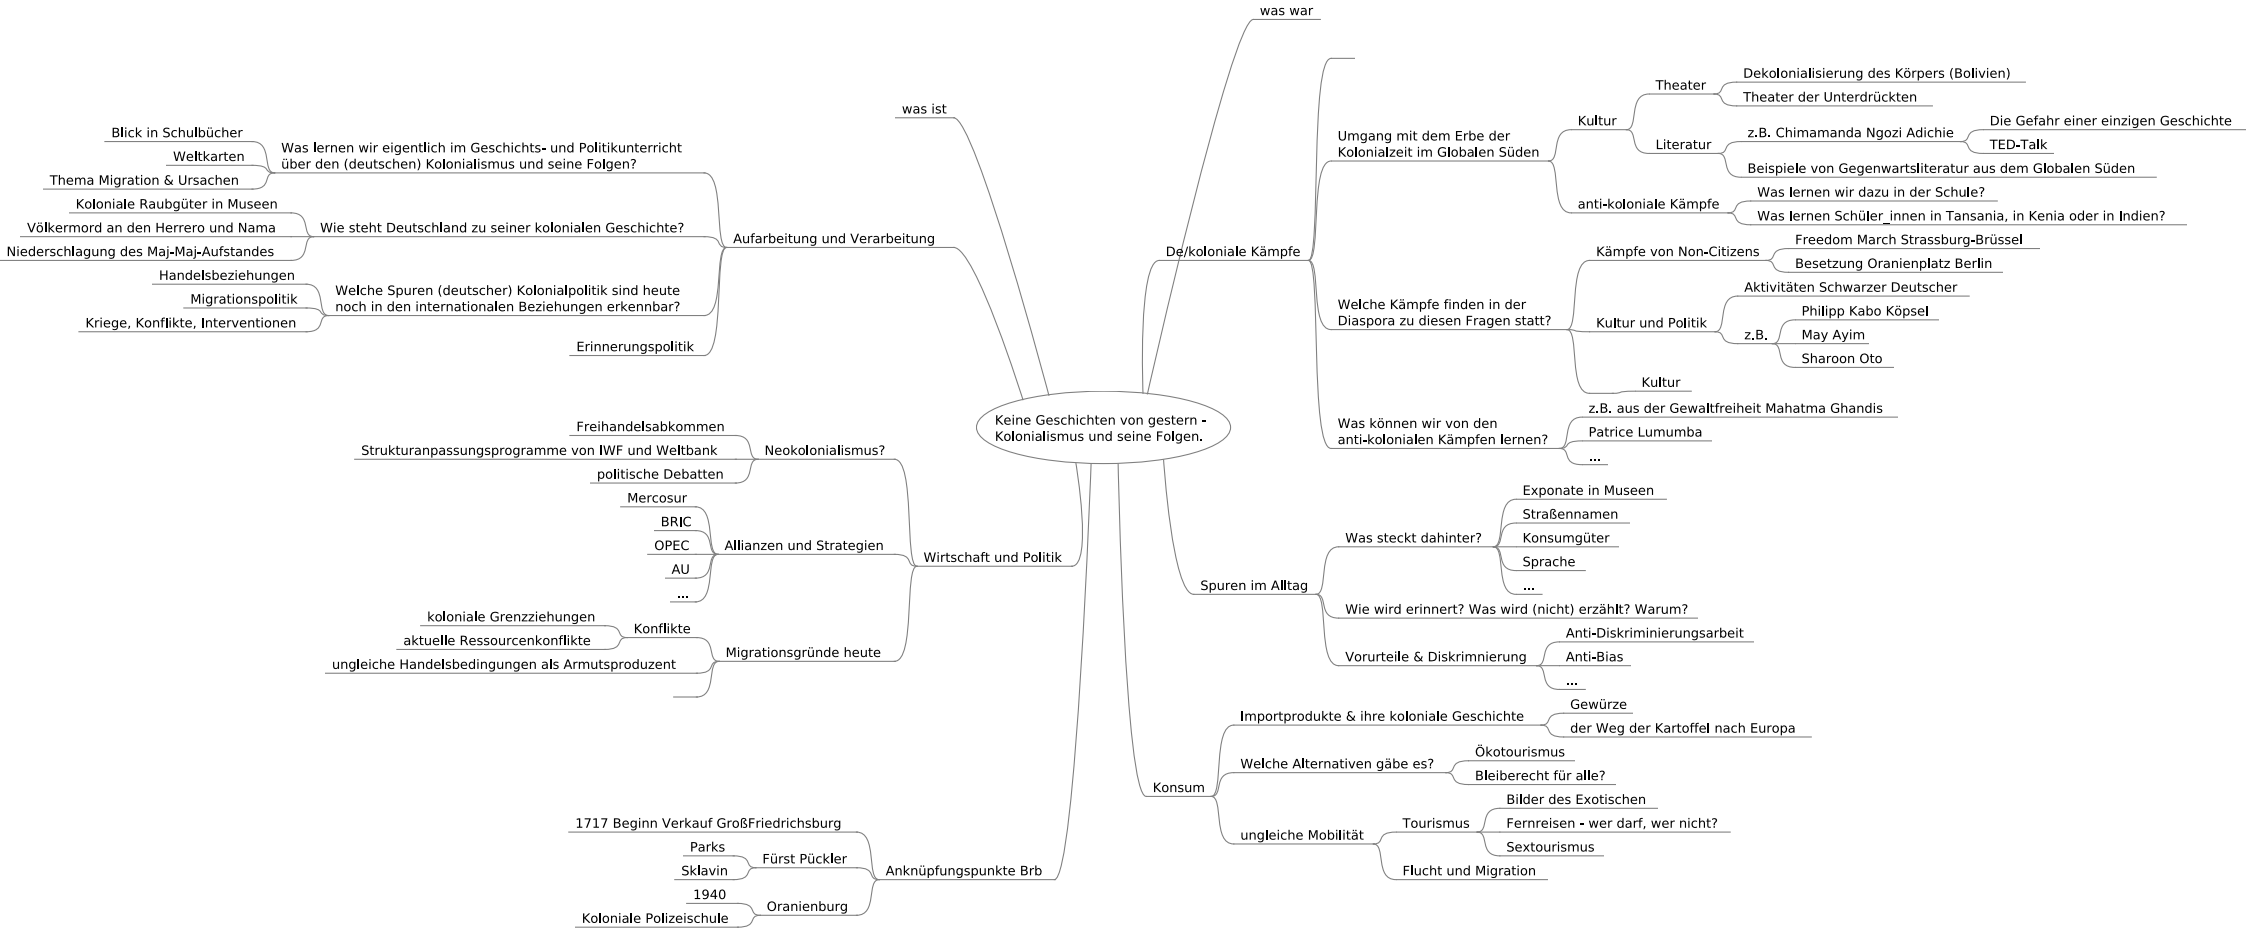 Keine Geschichten von gestern -
Kolonialismus und seine Folgen.
was war
was ist
De/koloniale Kämpfe
Umgang mit dem Erbe der
Kolonialzeit im Globalen Süden
Kultur
Theater
Dekolonialisierung des Körpers (Bolivien)
Theater der Unterdrückten
Literatur
z.B. Chimamanda Ngozi Adichie
Die Gefahr einer einzigen Geschichte
TED-Talk
Beispiele von Gegenwartsliteratur aus dem Globalen Süden
anti-koloniale Kämpfe
Was lernen wir dazu in der Schule?
Was lernen Schüler_innen in Tansania, in Kenia oder in Indien?
Welche Kämpfe finden in der
Diaspora zu diesen Fragen statt?
Kämpfe von Non-Citizens
Freedom March Strassburg-Brüssel
Besetzung Oranienplatz Berlin
Kultur und Politik
Aktivitäten Schwarzer Deutscher
z.B.
Philipp Kabo Köpsel
May Ayim
Sharoon Oto
Kultur
Was können wir von den
anti-kolonialen Kämpfen lernen?
z.B. aus der Gewaltfreiheit Mahatma Ghandis
Patrice Lumumba
...
Spuren im Alltag
Was steckt dahinter?
Exponate in Museen
Straßennamen
Konsumgüter
Sprache
...
Wie wird erinnert? Was wird (nicht) erzählt? Warum?
Vorurteile & Diskrimnierung
Anti-Diskriminierungsarbeit
Anti-Bias
...
Konsum
Importprodukte & ihre koloniale Geschichte
Gewürze
der Weg der Kartoffel nach Europa
Welche Alternativen gäbe es?
Ökotourismus
Bleiberecht für alle?
ungleiche Mobilität
Tourismus
Bilder des Exotischen
Fernreisen - wer darf, wer nicht?
Sextourismus
Flucht und Migration
Aufarbeitung und Verarbeitung
Was lernen wir eigentlich im Geschichts- und Politikunterricht
über den (deutschen) Kolonialismus und seine Folgen?
Blick in Schulbücher
Weltkarten
Thema Migration & Ursachen
Wie steht Deutschland zu seiner kolonialen Geschichte?
Koloniale Raubgüter in Museen
Völkermord an den Herrero und Nama
Niederschlagung des Maj-Maj-Aufstandes
Welche Spuren (deutscher) Kolonialpolitik sind heute
noch in den internationalen Beziehungen erkennbar?
Handelsbeziehungen
Migrationspolitik
Kriege, Konflikte, Interventionen
Erinnerungspolitik
Wirtschaft und Politik
Neokolonialismus?
Freihandelsabkommen
Strukturanpassungsprogramme von IWF und Weltbank
politische Debatten
Allianzen und Strategien
Mercosur
BRIC
OPEC
AU
...
Migrationsgründe heute
Konflikte
koloniale Grenzziehungen
aktuelle Ressourcenkonflikte
ungleiche Handelsbedingungen als Armutsproduzent
Anknüpfungspunkte Brb
1717 Beginn Verkauf GroßFriedrichsburg
Fürst Pückler
Parks
Sklavin
Oranienburg
1940
Koloniale Polizeischule